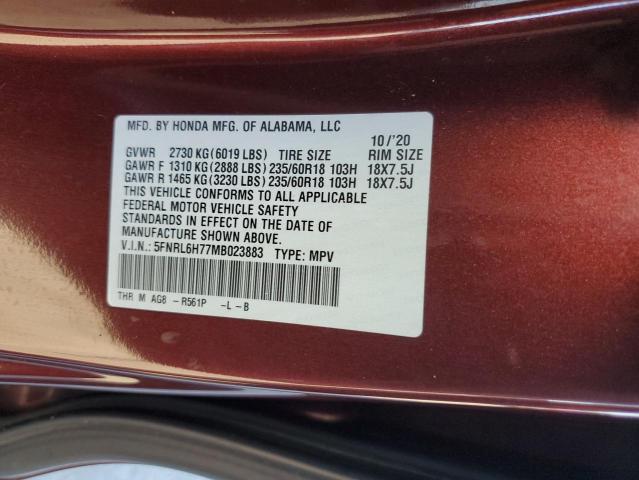 MFD. BY HONDA MFG. OF ALABAMA, LLC
10/'20
GVWR 2730 KG(6019 LBS) TIRE SIZE RIM SIZE
GAWR F 1310 KG(2888 LBS)235/60R18 103H 18X7.5J
GAWR R 1465 KG(3230 LBS)235/60R18 103H 18X7.5J
THIS VEHICLE CONFORMS TO ALL APPLICABLE
FEDERAL MOTOR VEHICLE SAFETY
STANDARDS IN EFFECT ON THE DATE OF
MANUFACTURE SHOWN ABOVE.
V.I.N.: 5FNRL6H77MB023883 TYPE: MPV
THR M AG8 - R561P -L-B